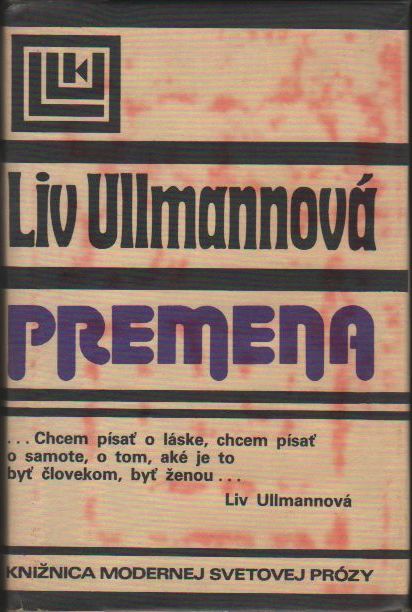 Liv Ullmannová
PREMENA
...Chcem písať o láske, chcem písať
o samote, o tom, aké je to
byť človekom, byť ženou...
Liv Ullmannová
KNIŽNICA MODERNEJ SVETOVEJ PRÓZY